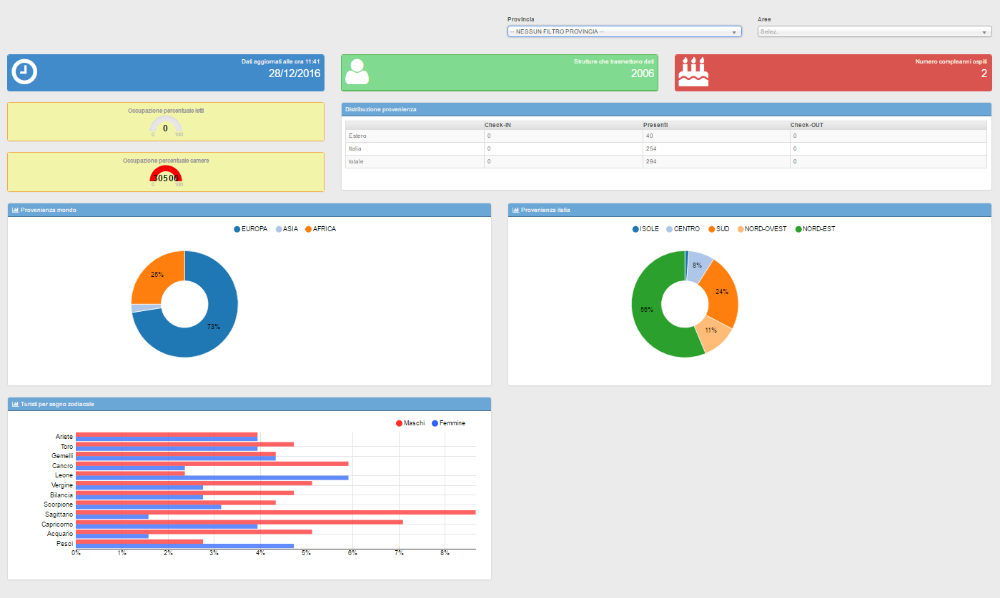 Provincia
Aree
-- NESSUN FILTRO PROVINCIA --
Selez.
Dati aggiornati alle ora 11:41
28/12/2016
Strutture che trasmettono dati
2006
Numero compleanni ospiti
2
Occupazione percentuale letti
0
0 100
Occupazione percentuale camere
30500
0 100
Distribuzione provenienza
Check-IN Presenti Check-OUT
Estero 0 40 0
Italia 0 254 0
totale 0 294 0
Provenienza mondo
EUROPA ASIA AFRICA
25%
73%
Provenienza italia
ISOLE CENTRO SUD NORD-OVEST NORD-EST
8%
24%
56%
11%
Turisti per segno zodiacale
Maschi Femmine
Ariete
Toro
Gemelli
Cancro
Leone
Vergine
Bilancia
Scorpione
Sagittario
Capricorno
Acquario
Pesci
0% 1% 2% 3% 4% 5% 6% 7% 8%